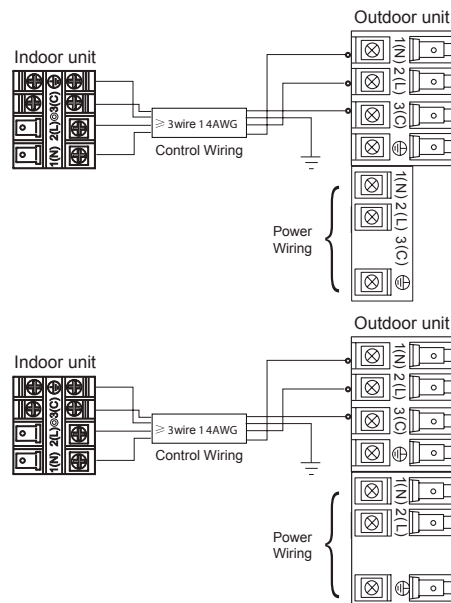 Outdoor unit
Indoor unit
1(N) 2(L) 3(C)
1(N) 2(L) 3(C)
≥ 3wire 14AWG
Control Wiring
1(N) 2(L) 3(C)
Power
Wiring
Outdoor unit
Indoor unit
1(N) 2(L) 3(C)
1(N) 2(L) 3(C)
≥ 3wire 14AWG
Control Wiring
1(N) 2(L)
Power
Wiring